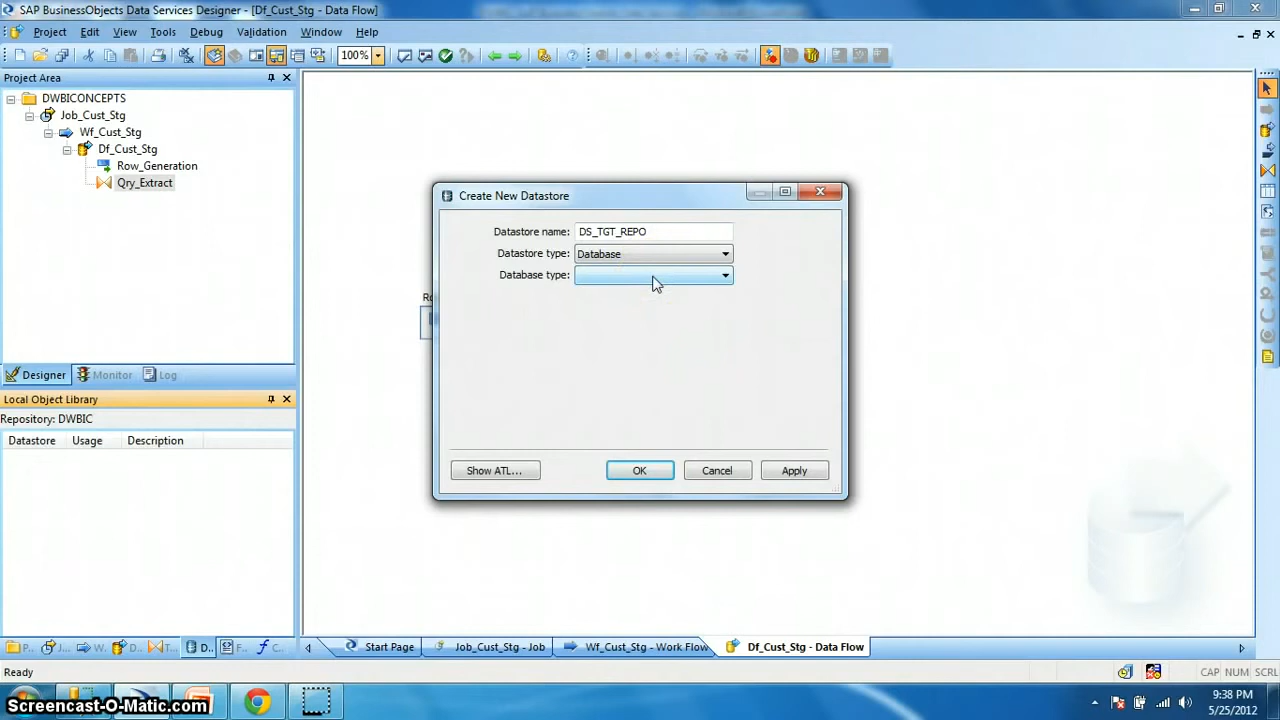 SAP BusinessObjects Data Services Designer - [Df_Cust_Stg - Data Flow]
Project Edit View Tools Debug Validation Window Help
100%
Project Area
DWBICONCEPTS
Job_Cust_Stg
Wf_Cust_Stg
Df_Cust_Stg
Row_Generation
Qry_Extract
Create New Datastore
Datastore name: DS_TGT_REPO
Datastore type: Database
Database type:
Show ATL... OK Cancel Apply
Designer Monitor Log
Local Object Library
Repository: DWBIC
Datastore Usage Description
P.. J... W.. D... T... D.. F... C...
Start Page Job_Cust_Stg - Job Wf_Cust_Stg - Work Flow Df_Cust_Stg - Data Flow
Ready CAP NUM SCRL
Screencast-O-Matic.com
9:38 PM
5/25/2012